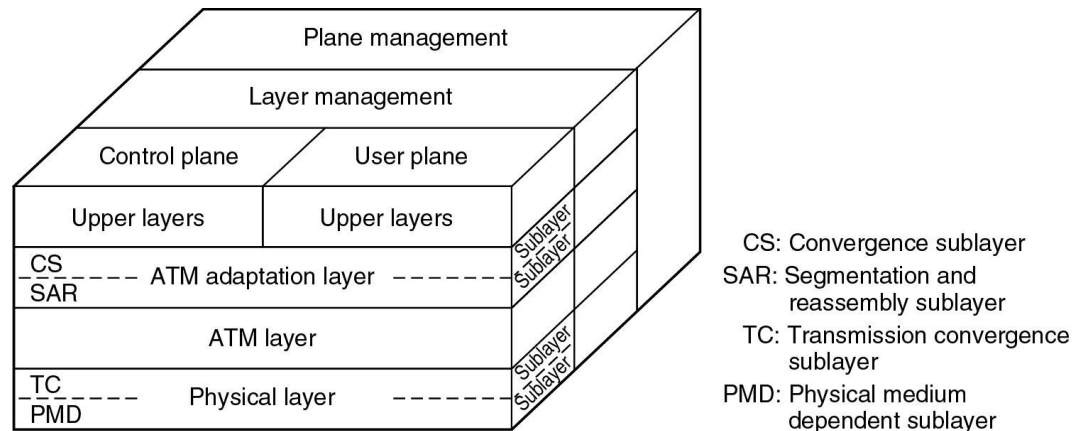 Plane management
Layer management
Control plane
User plane
Upper layers
Upper layers
Sublayer
Sublayer
CS
ATM adaptation layer
SAR
ATM layer
Sublayer
Sublayer
TC
Physical layer
PMD
CS: Convergence sublayer
SAR: Segmentation and
reassembly sublayer
TC: Transmission convergence
sublayer
PMD: Physical medium
dependent sublayer